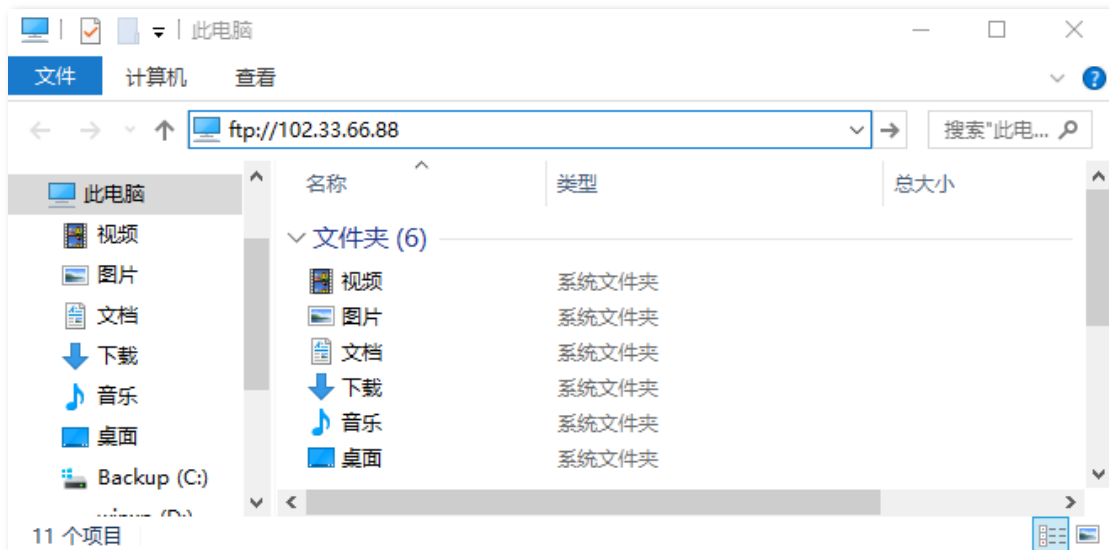 此电脑
文件 计算机 查看
ftp://102.33.66.88 搜索"此电...
此电脑
视频
图片
文档
下载
音乐
桌面
Backup (C:)
名称 类型 总大小
文件夹 (6)
视频 系统文件夹
图片 系统文件夹
文档 系统文件夹
下载 系统文件夹
音乐 系统文件夹
桌面 系统文件夹
11 个项目